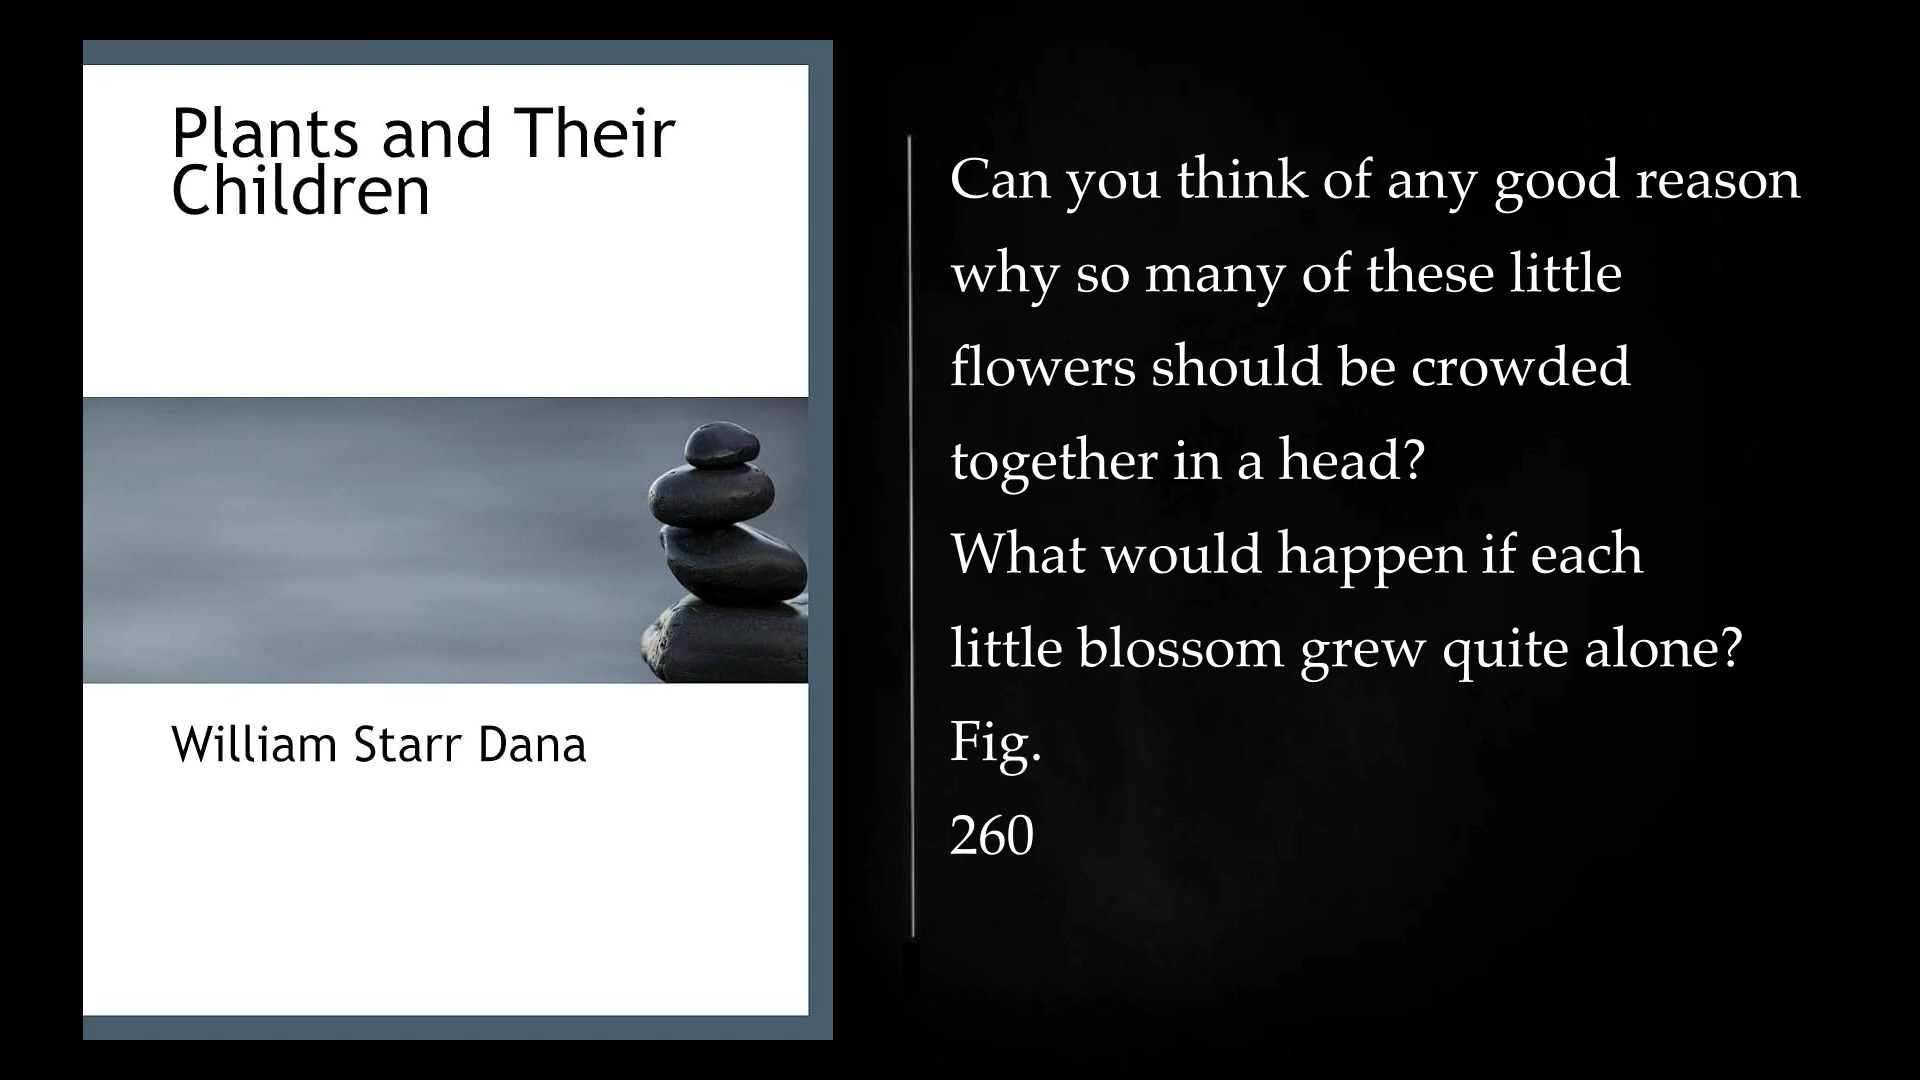 Plants and Their
Children
William Starr Dana
Can you think of any good reason
why so many of these little
flowers should be crowded
together in a head?
What would happen if each
little blossom grew quite alone?
Fig.
260